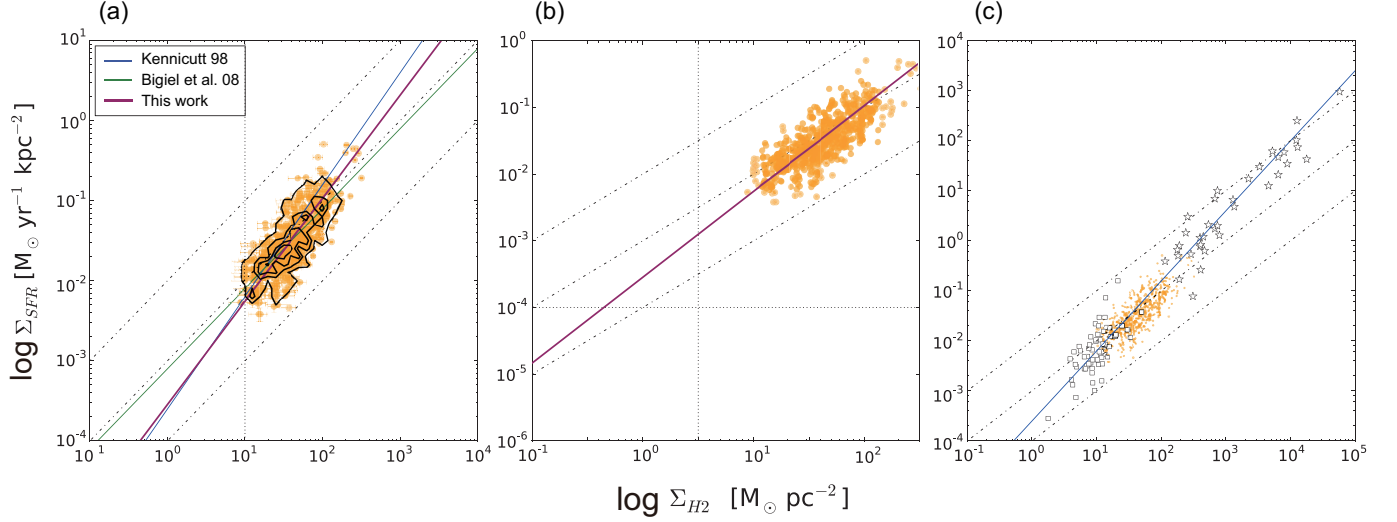 (a)
(b)
(c)
log Σ_SFR [M⊙ yr⁻¹ kpc⁻²]
Kennicutt 98
Bigiel et al. 08
This work
10¹
10⁰
10⁻¹
10⁻²
10⁻³
10⁻⁴
10⁻¹ 10⁰ 10¹ 10² 10³ 10⁴
10⁰
10⁻¹
10⁻²
10⁻³
10⁻⁴
10⁻⁵
10⁻⁶
10⁻¹ 10⁰ 10¹ 10²
10⁴
10³
10²
10¹
10⁰
10⁻¹
10⁻²
10⁻³
10⁻⁴
10⁻¹ 10⁰ 10¹ 10² 10³ 10⁴ 10⁵
log Σ_H2 [M⊙ pc⁻²]